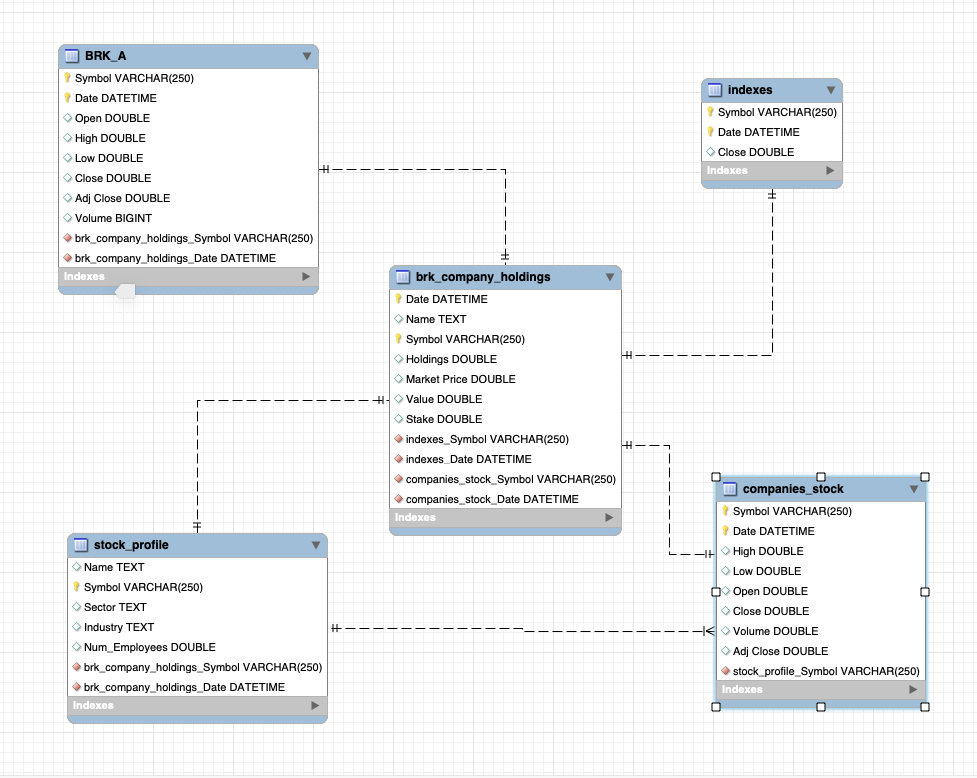 BRK_A
Symbol VARCHAR(250)
Date DATETIME
Open DOUBLE
High DOUBLE
Low DOUBLE
Close DOUBLE
Adj Close DOUBLE
Volume BIGINT
brk_company_holdings_Symbol VARCHAR(250)
brk_company_holdings_Date DATETIME
Indexes
indexes
Symbol VARCHAR(250)
Date DATETIME
Close DOUBLE
Indexes
brk_company_holdings
Date DATETIME
Name TEXT
Symbol VARCHAR(250)
Holdings DOUBLE
Market Price DOUBLE
Value DOUBLE
Stake DOUBLE
indexes_Symbol VARCHAR(250)
indexes_Date DATETIME
companies_stock_Symbol VARCHAR(250)
companies_stock_Date DATETIME
Indexes
stock_profile
Name TEXT
Symbol VARCHAR(250)
Sector TEXT
Industry TEXT
Num_Employees DOUBLE
brk_company_holdings_Symbol VARCHAR(250)
brk_company_holdings_Date DATETIME
Indexes
companies_stock
Symbol VARCHAR(250)
Date DATETIME
High DOUBLE
Low DOUBLE
Open DOUBLE
Close DOUBLE
Volume DOUBLE
Adj Close DOUBLE
stock_profile_Symbol VARCHAR(250)
Indexes